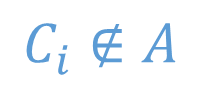 𝐶ᵢ ∉ 𝐴